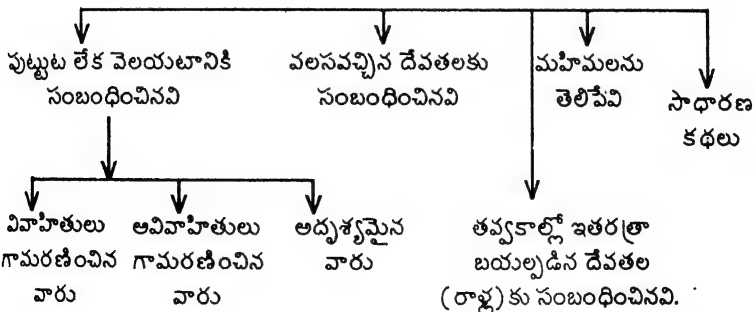 పుట్టుట లేక వెలయటానికి
సంబంధించినవి
వలసవచ్చిన దేవతలకు
సంబంధించినవి
మహిమలను
తెలిపేవి
సాధారణ
కథలు
వివాహితులు
గామరణించిన
వారు
అవివాహితులు
గామరణించిన
వారు
అదృశ్యమైన
వారు
తవ్వకాల్లో ఇతరత్రా
బయల్పడిన దేవతల
(రాళ్ల)కు సంబంధించినవి.